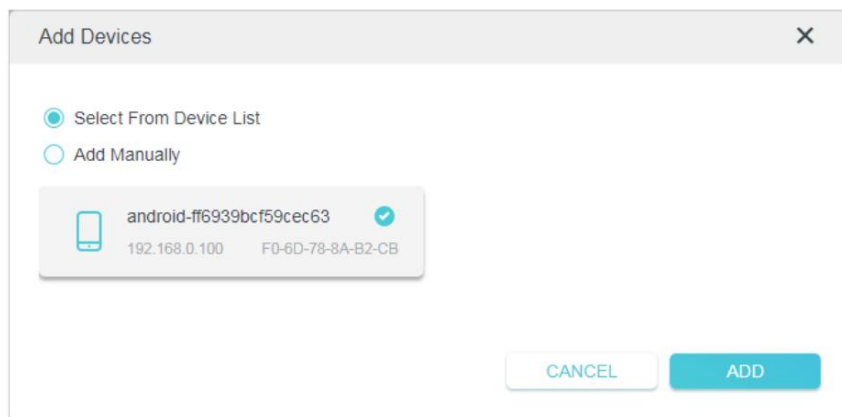 Add Devices
Select From Device List
Add Manually
android-ff6939bcf59cec63
192.168.0.100 F0-6D-78-8A-B2-CB
CANCEL ADD